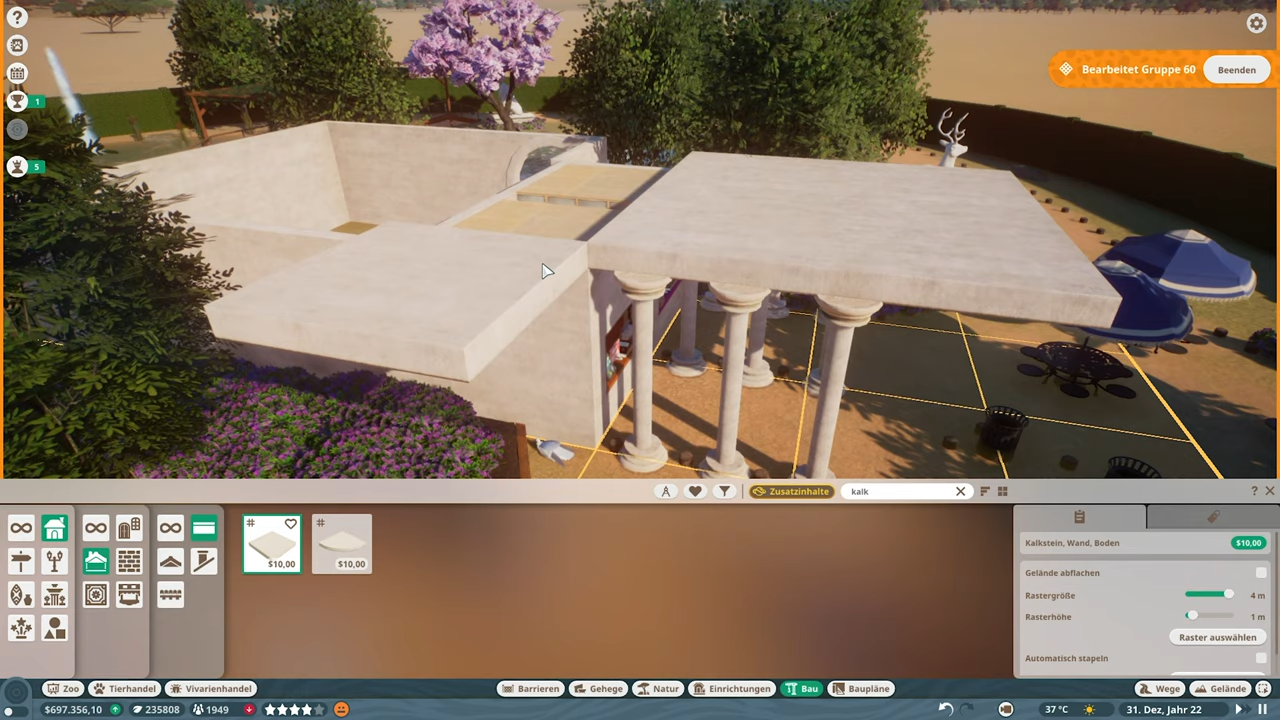 ?
Bearbeitet Gruppe 60
Beenden
1
5
Zusatzinhalte
kalk
?
$10,00
$10,00
Kalkstein, Wand, Boden
$10,00
Gelände abflachen
Rastergröße
4 m
Rasterhöhe
1 m
Raster auswählen
Automatisch stapeln
Zoo
Tierhandel
Vivarienhandel
Barrieren
Gehege
Natur
Einrichtungen
Bau
Baupläne
Wege
Gelände
$697.356,10
235808
1949
37 °C
31. Dez, Jahr 22